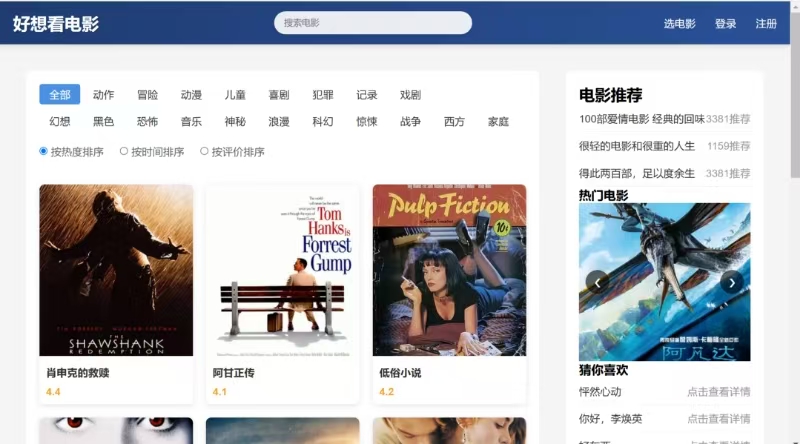 好想看电影
搜索电影
选电影 登录 注册
全部 动作 冒险 动漫 儿童 喜剧 犯罪 记录 戏剧
幻想 黑色 恐怖 音乐 神秘 浪漫 科幻 惊悚 战争 西方 家庭
按热度排序 按时间排序 按评价排序
THE
SHAWSHANK
REDEMPTION
肖申克的救赎
4.4
Tom
Hanks is
Forrest
Gump
阿甘正传
4.1
Pulp Fiction
10¢
低俗小说
4.2
电影推荐
100部爱情电影 经典的回味 3381推荐
很轻的电影和很重的人生 1159推荐
得此两百部，足以度余生 3381推荐
热门电影
阿凡达
猜你喜欢
怦然心动 点击查看详情
你好，李焕英 点击查看详情